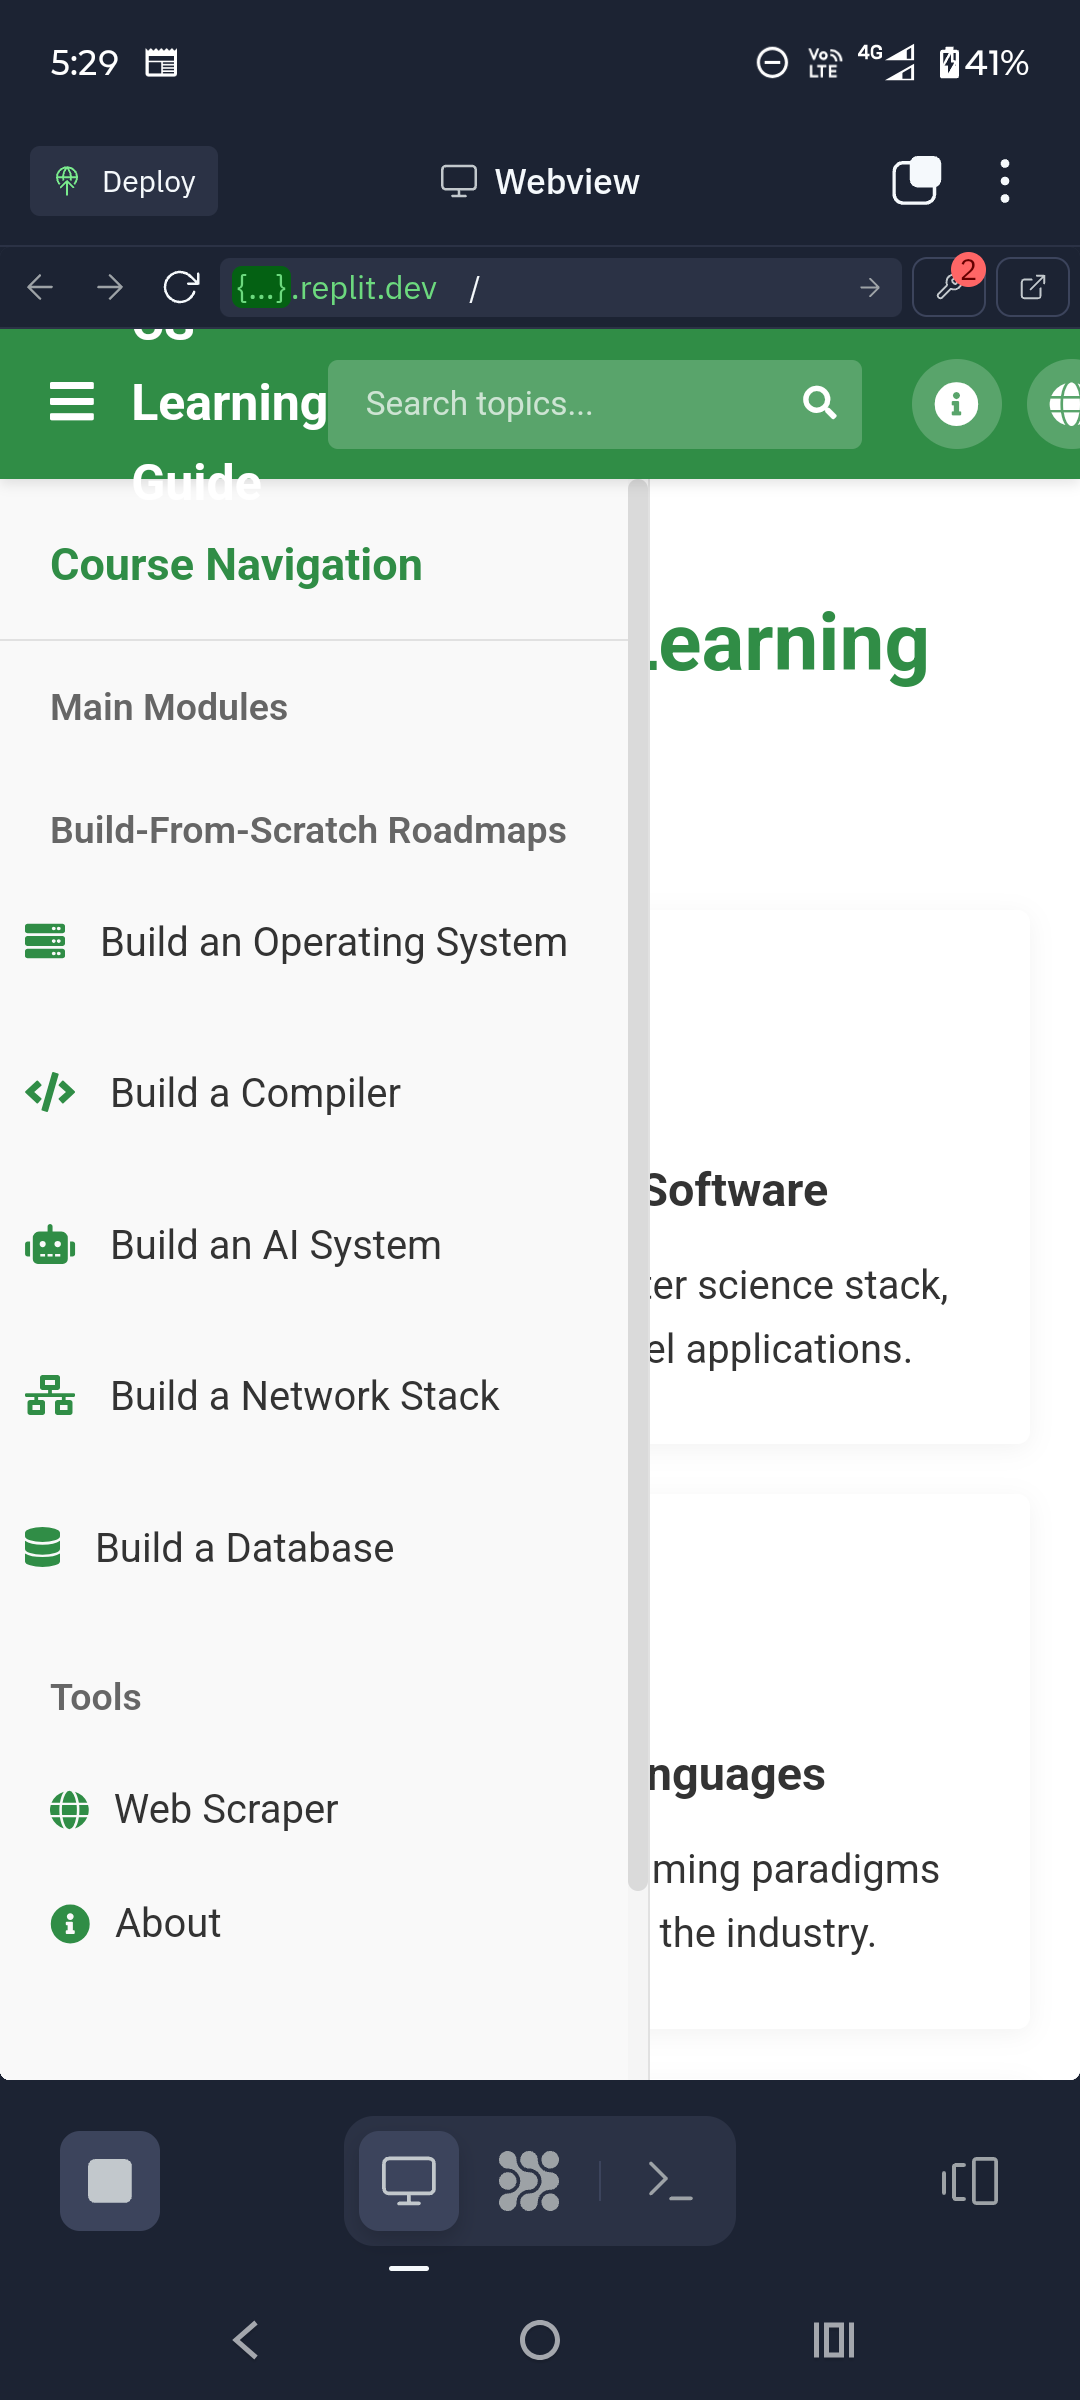 5:29
Vo LTE 4G 41%
Deploy
Webview
{...}.replit.dev /
2
CS
Learning
Guide
Search topics...
Course Navigation
Learning
Main Modules
Build-From-Scratch Roadmaps
Build an Operating System
Build a Compiler
Software
Build an AI System
ter science stack,
el applications.
Build a Network Stack
Build a Database
Tools
nguages
Web Scraper
ming paradigms
About
the industry.